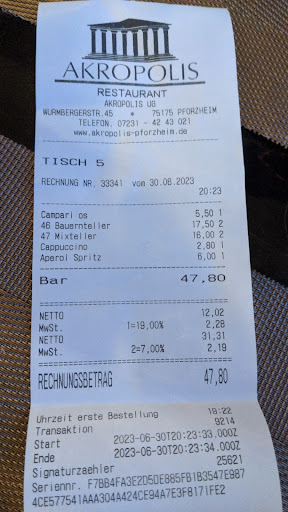 AKROPOLIS
RESTAURANT
AKROPOLIS UG
WURMBERGERSTR.45 * 75175 PFORZHEIM
TELEFON. 07231 - 42 43 021
www.akropolis-pforzheim.de
TISCH 5
RECHNUNG NR. 33341 vom 30.06.2023
20:23
Campari os 5,50 1
46 Bauernteller 17,50 2
47 Mixteller 16,00 2
Cappuccino 2,80 1
Aperol Spritz 6,00 1
Bar 47,80
NETTO 12,02
MwSt. 1=19,00% 2,28
NETTO 31,31
MwSt. 2=7,00% 2,19
RECHNUNGSBETRAG 47,80
Uhrzeit erste Bestellung 18:22
Transaktion 9214
Start 2023-06-30T20:23:33.000Z
Ende 2023-06-30T20:23:34.000Z
Signaturzaehler 25621
Seriennr. F7BB4FA3E2D5DE885FB1B3547E987
4CE577541AAA304A424CE94A7E3FB171FE2